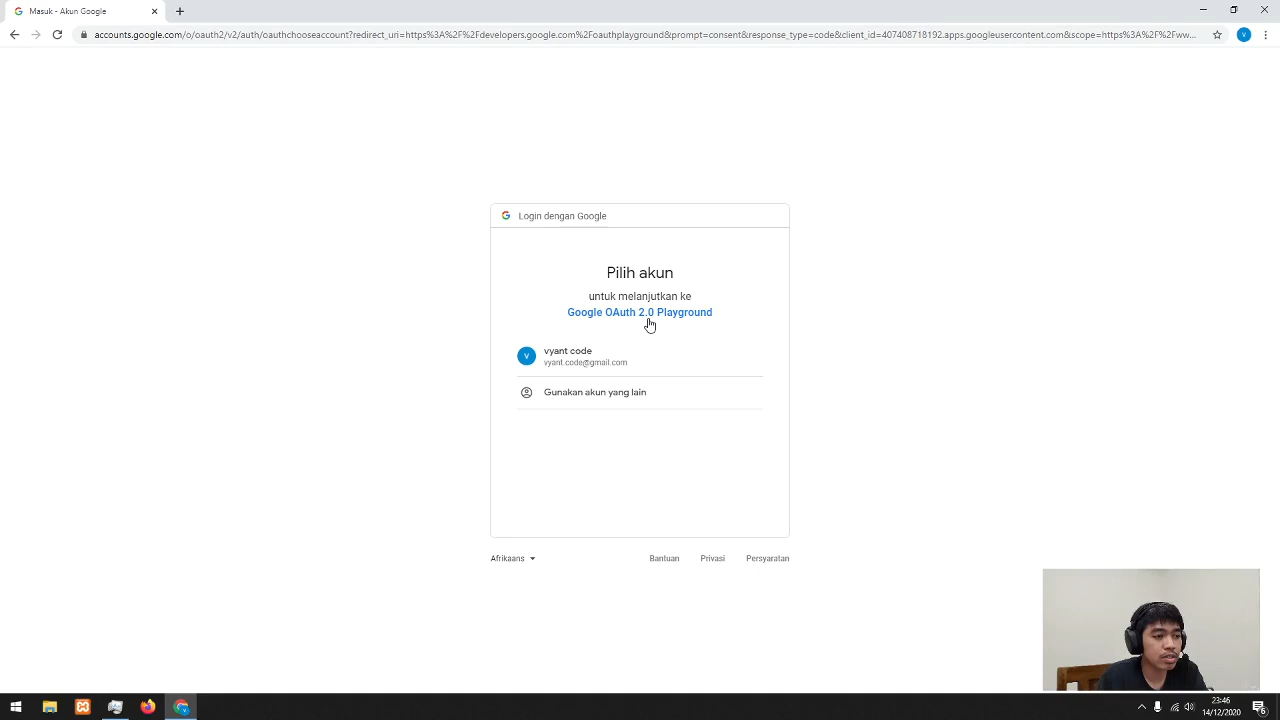 Masuk - Akun Google
accounts.google.com/o/oauth2/v2/auth/oauthchooseaccount?redirect_uri=https%3A%2F%2Fdevelopers.google.com%2Foauthplayground&prompt=consent&response_type=code&client_id=407408718192.apps.googleusercontent.com&scope=https%3A%2F%2Fww...
V
Login dengan Google
Pilih akun
untuk melanjutkan ke
Google OAuth 2.0 Playground
V
vyant code
vyant.code@gmail.com
Gunakan akun yang lain
Afrikaans
Bantuan
Privasi
Persyaratan
23:46
14/12/2020
6